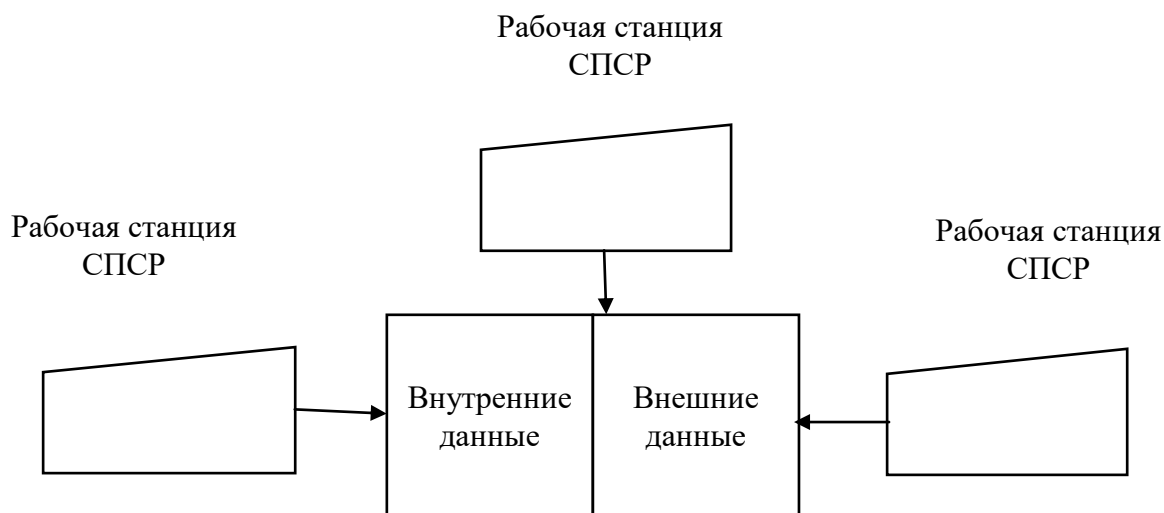 Рабочая станция
СПСР
Рабочая станция
СПСР
Рабочая станция
СПСР
Внутренние
данные
Внешние
данные